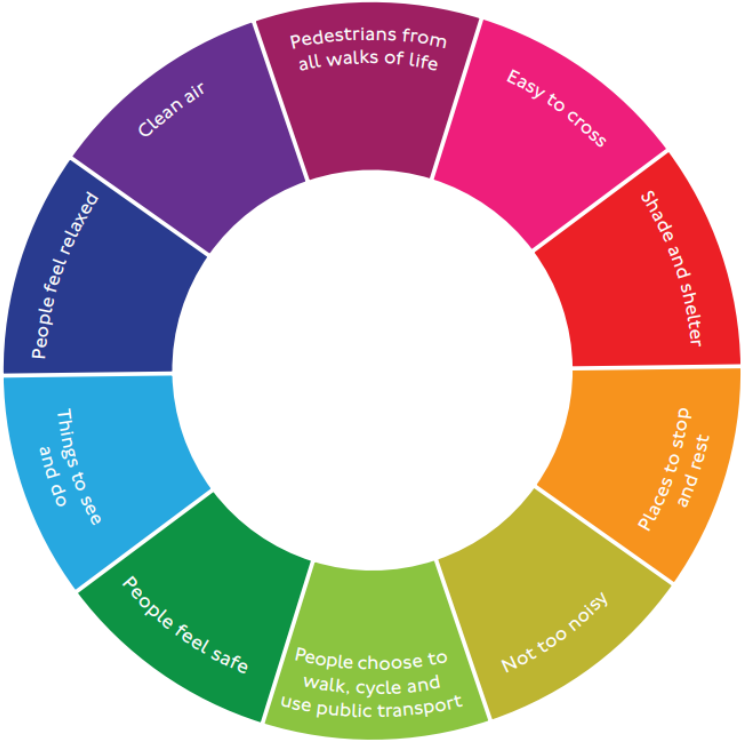 Pedestrians from
all walks of life
Easy to cross
Shade and shelter
Places to stop
and rest
Not too noisy
People choose to
walk, cycle and
use public transport
People feel safe
Things to see
and do
People feel relaxed
Clean air